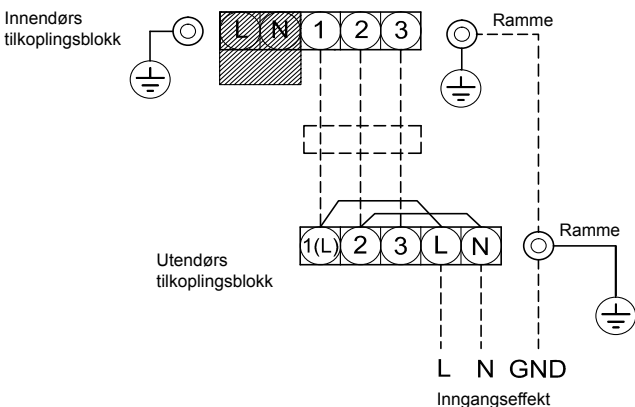 Innendørs
tilkoplingsblokk
L N 1 2 3
Ramme
Utendørs
tilkoplingsblokk
1(L) 2 3 L N
Ramme
L N GND
Inngangseffekt